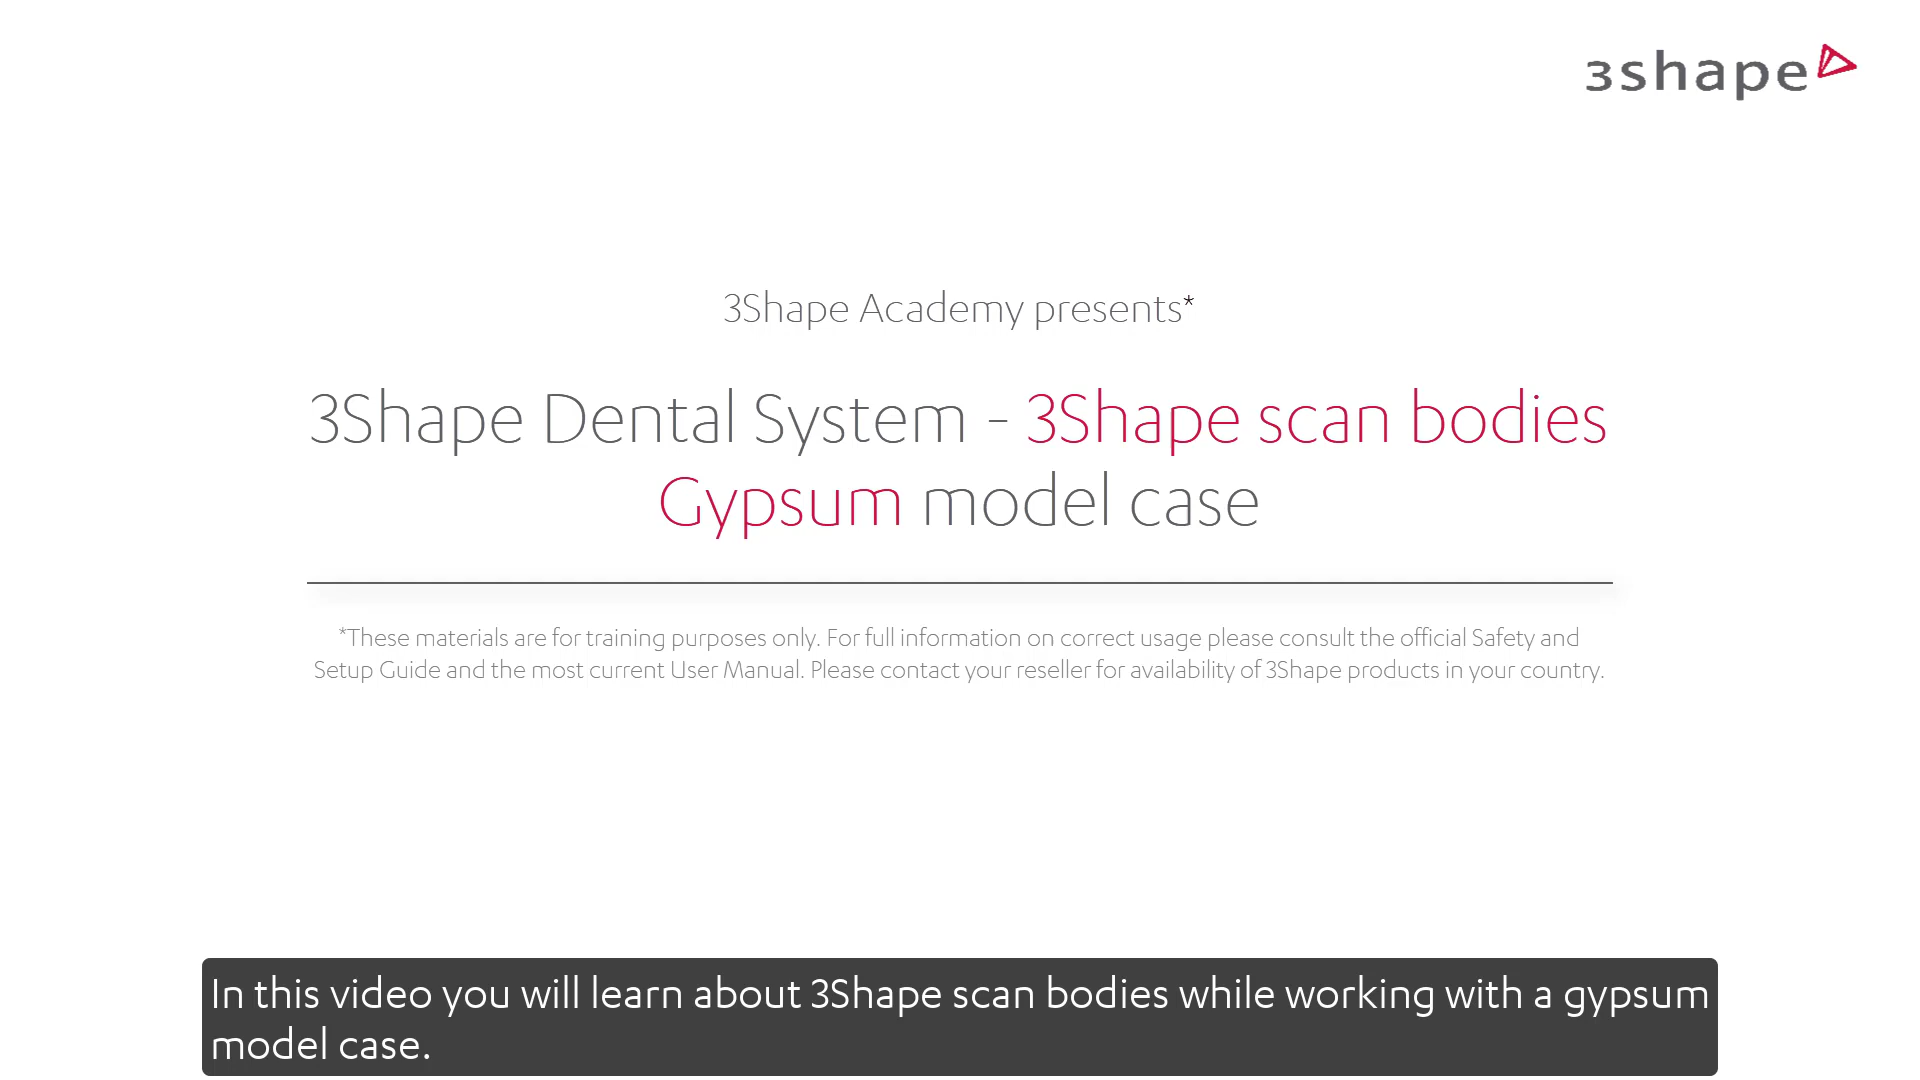 3shape
3Shape Academy presents*
3Shape Dental System - 3Shape scan bodies
Gypsum model case
*These materials are for training purposes only. For full information on correct usage please consult the official Safety and
Setup Guide and the most current User Manual. Please contact your reseller for availability of 3Shape products in your country.
In this video you will learn about 3Shape scan bodies while working with a gypsum
model case.